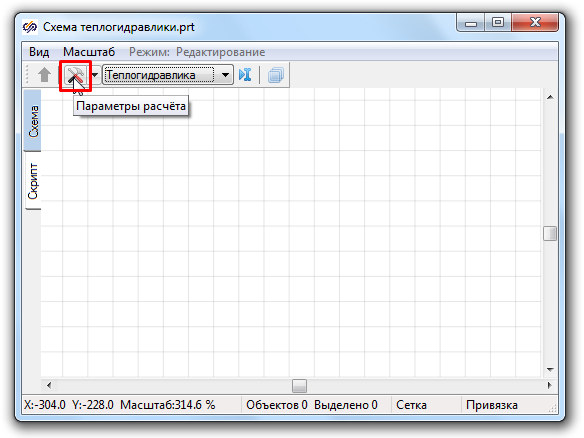 Схема теплогидравлики.prt
Вид Масштаб Режим: Редактирование
Теплогидравлика
Параметры расчёта
Схема
Скрипт
X:-304.0 Y:-228.0 Масштаб:314.6 % Объектов 0 Выделено 0 Сетка Привязка